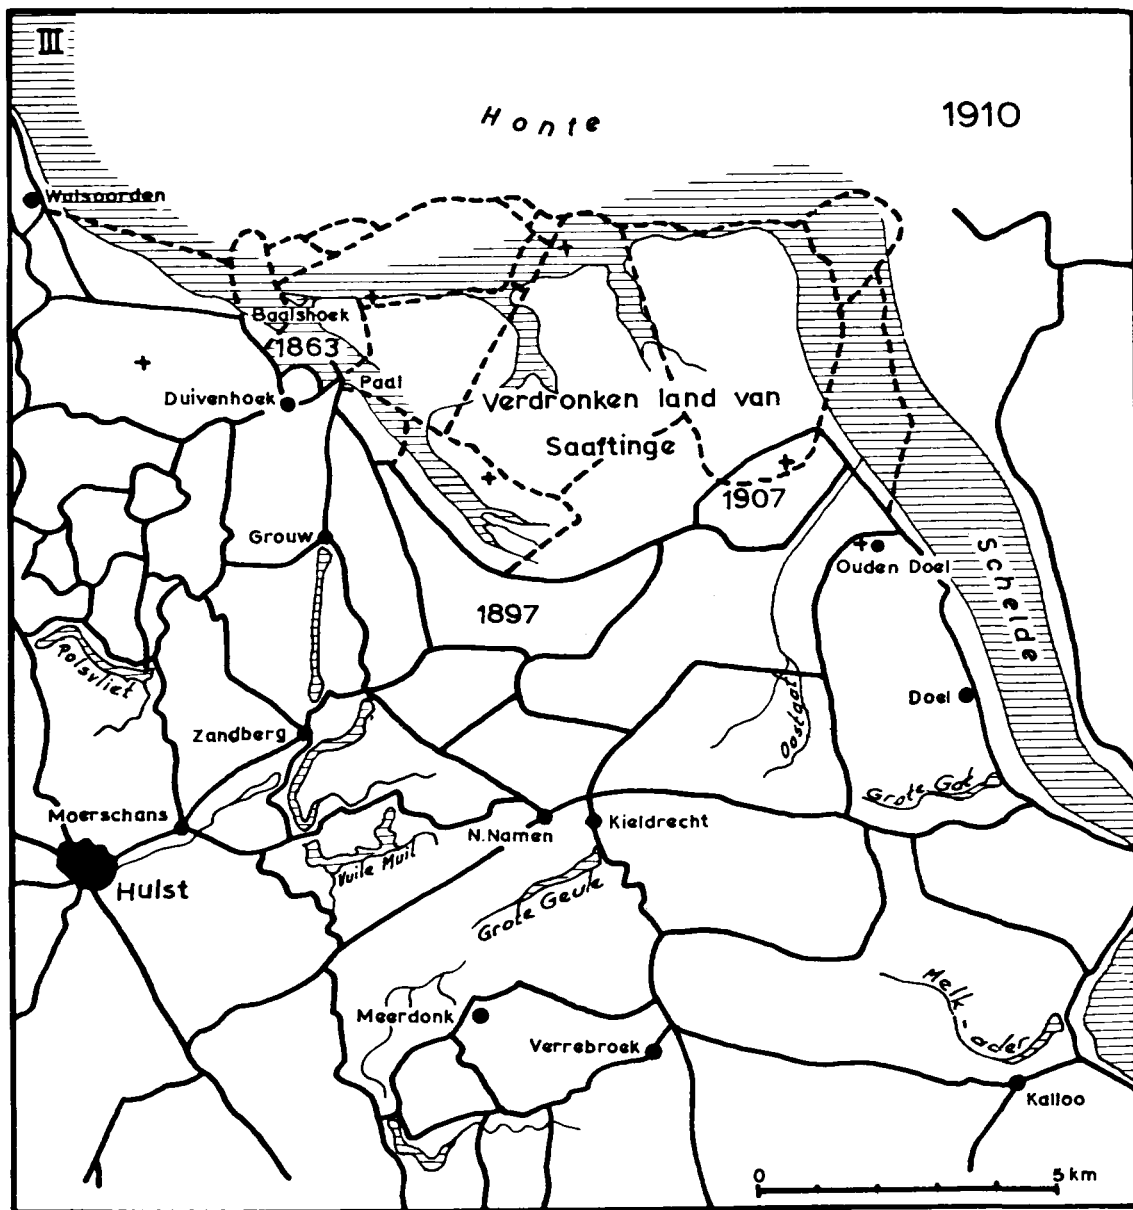 III
Honte
1910
Walsoorden
Baalshoek
1863
Paal
Duivenhoek
Verdronken land van
Saaftinge
1907
Grouw
Ouden Doel
Schelde
1897
Polsvliet
Oostgat
Doel
Zandberg
Grote Gat
Moerschans
N.Namen
Kieldrecht
Vuile Muil
Hulst
Grote Geule
Melk-ader
Meerdonk
Verrebroek
Kalloo
0 5 km